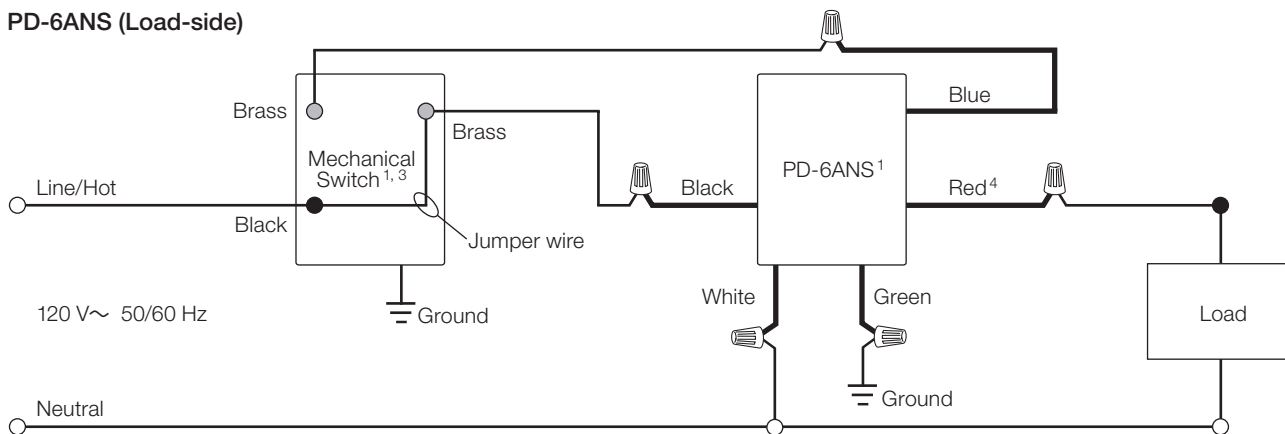 PD-6ANS (Load-side)
Brass
Brass
Blue
Mechanical
Switch 1, 3
PD-6ANS 1
Line/Hot
Black
Red 4
Black
Jumper wire
White
Green
120 V～ 50/60 Hz
Ground
Load
Ground
Neutral